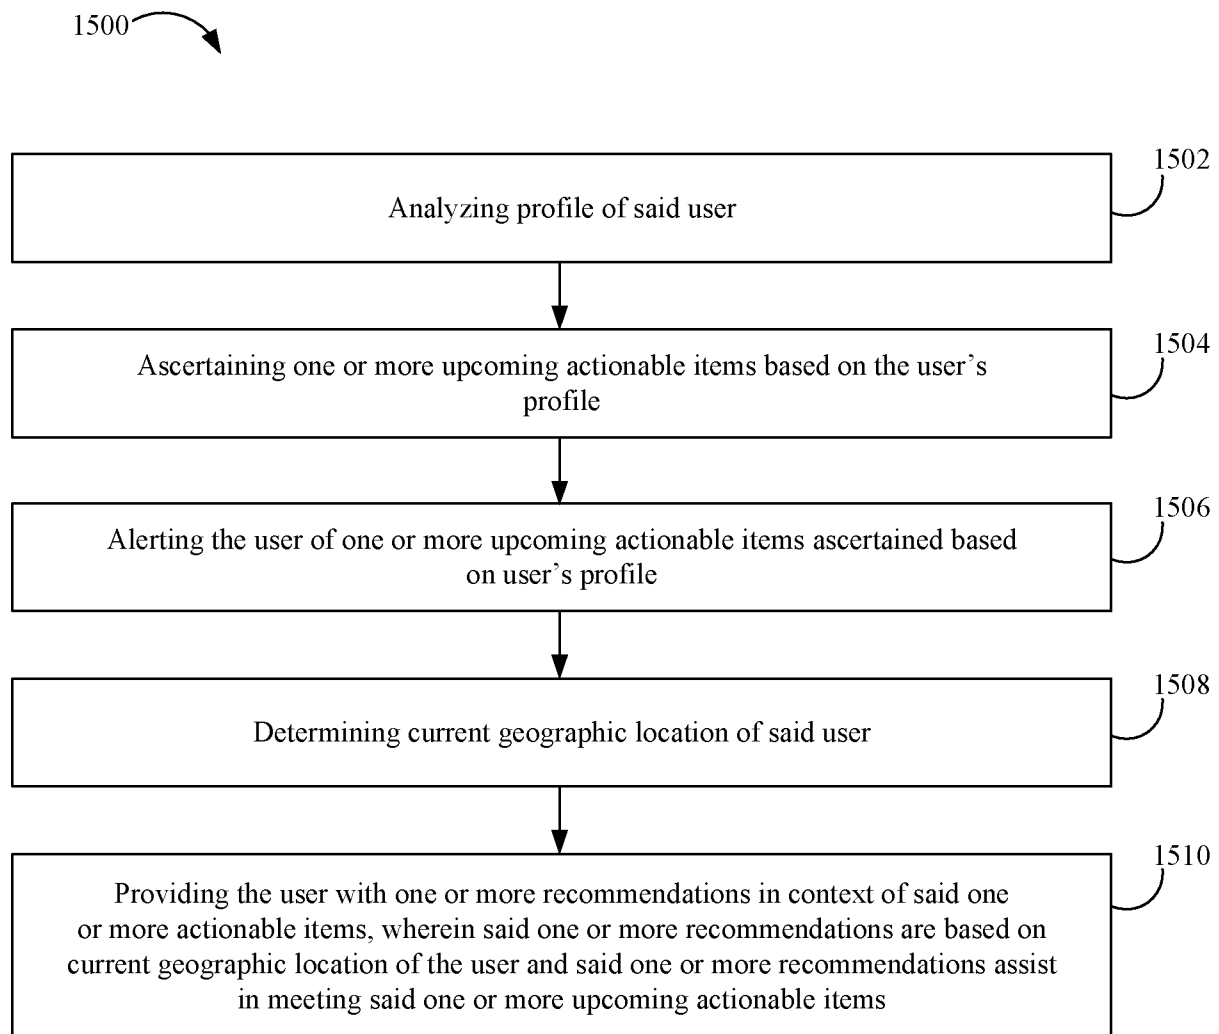 1500
1502
Analyzing profile of said user
1504
Ascertaining one or more upcoming actionable items based on the user’s
profile
1506
Alerting the user of one or more upcoming actionable items ascertained based
on user’s profile
1508
Determining current geographic location of said user
1510
Providing the user with one or more recommendations in context of said one
or more actionable items, wherein said one or more recommendations are based on
current geographic location of the user and said one or more recommendations assist
in meeting said one or more upcoming actionable items